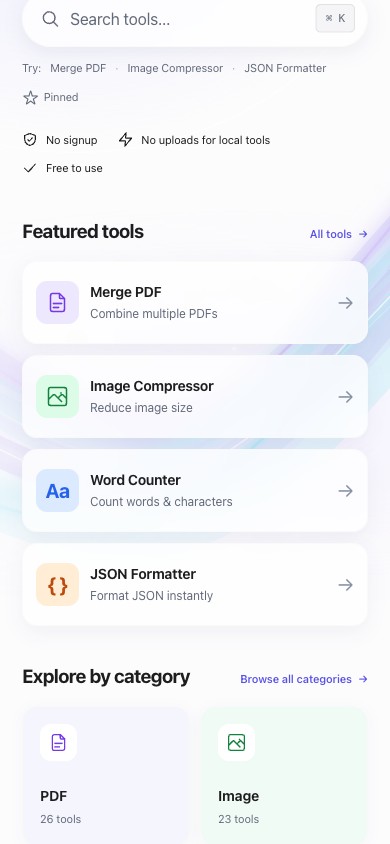 Search tools...
⌘ K
Try: Merge PDF · Image Compressor · JSON Formatter
Pinned
No signup
No uploads for local tools
Free to use
Featured tools
All tools →
Merge PDF
Combine multiple PDFs
Image Compressor
Reduce image size
Aa
Word Counter
Count words & characters
{ }
JSON Formatter
Format JSON instantly
Explore by category
Browse all categories →
PDF
26 tools
Image
23 tools